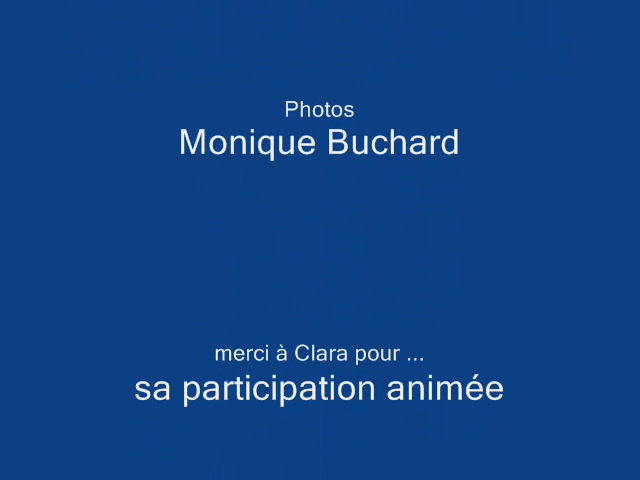 Photos
Monique Buchard
merci à Clara pour ...
sa participation animée